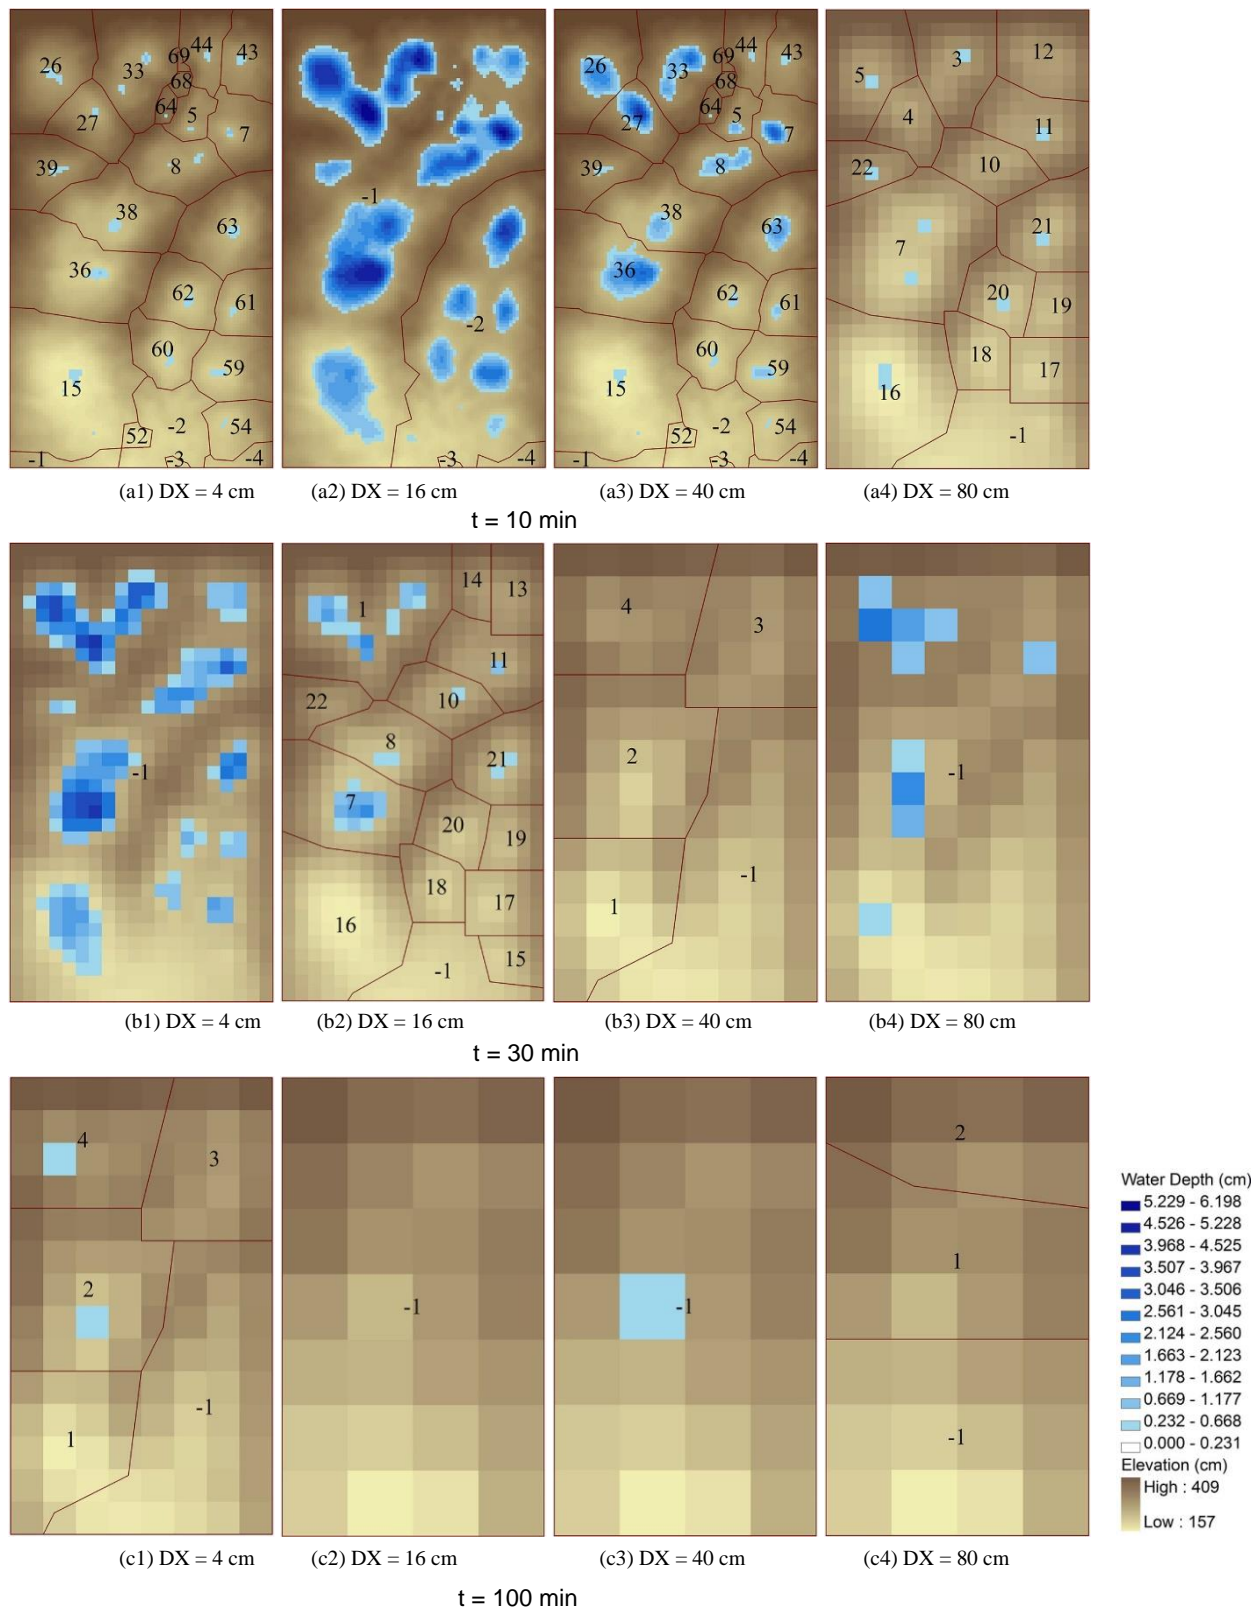 26 33 69 44 43
68
27 64 5 7
39 8
38 63
36 62 61
60 59
15
52 -2 54
-1 -3 -4
-1
-2
-3 -4
26 33 69 44 43
68
27 64 5 7
39 8
38 63
36 62 61
60 59
15
52 -2 54
-1 -3 -4
5 3 12
4 11
22 10
7 21
20 19
18 17
16
-1
(a1) DX = 4 cm (a2) DX = 16 cm (a3) DX = 40 cm (a4) DX = 80 cm
t = 10 min
-1
1 14 13
11
22 10
8 21
7 20 19
18 17
16
-1 15
4 3
2
-1
1
-1
(b1) DX = 4 cm (b2) DX = 16 cm (b3) DX = 40 cm (b4) DX = 80 cm
t = 30 min
4 3
2
-1
1
-1
-1
2
1
-1
Water Depth (cm)
5.229 - 6.198
4.526 - 5.228
3.968 - 4.525
3.507 - 3.967
3.046 - 3.506
2.561 - 3.045
2.124 - 2.560
1.663 - 2.123
1.178 - 1.662
0.669 - 1.177
0.232 - 0.668
0.000 - 0.231
Elevation (cm)
High : 409
Low : 157
(c1) DX = 4 cm (c2) DX = 16 cm (c3) DX = 40 cm (c4) DX = 80 cm
t = 100 min